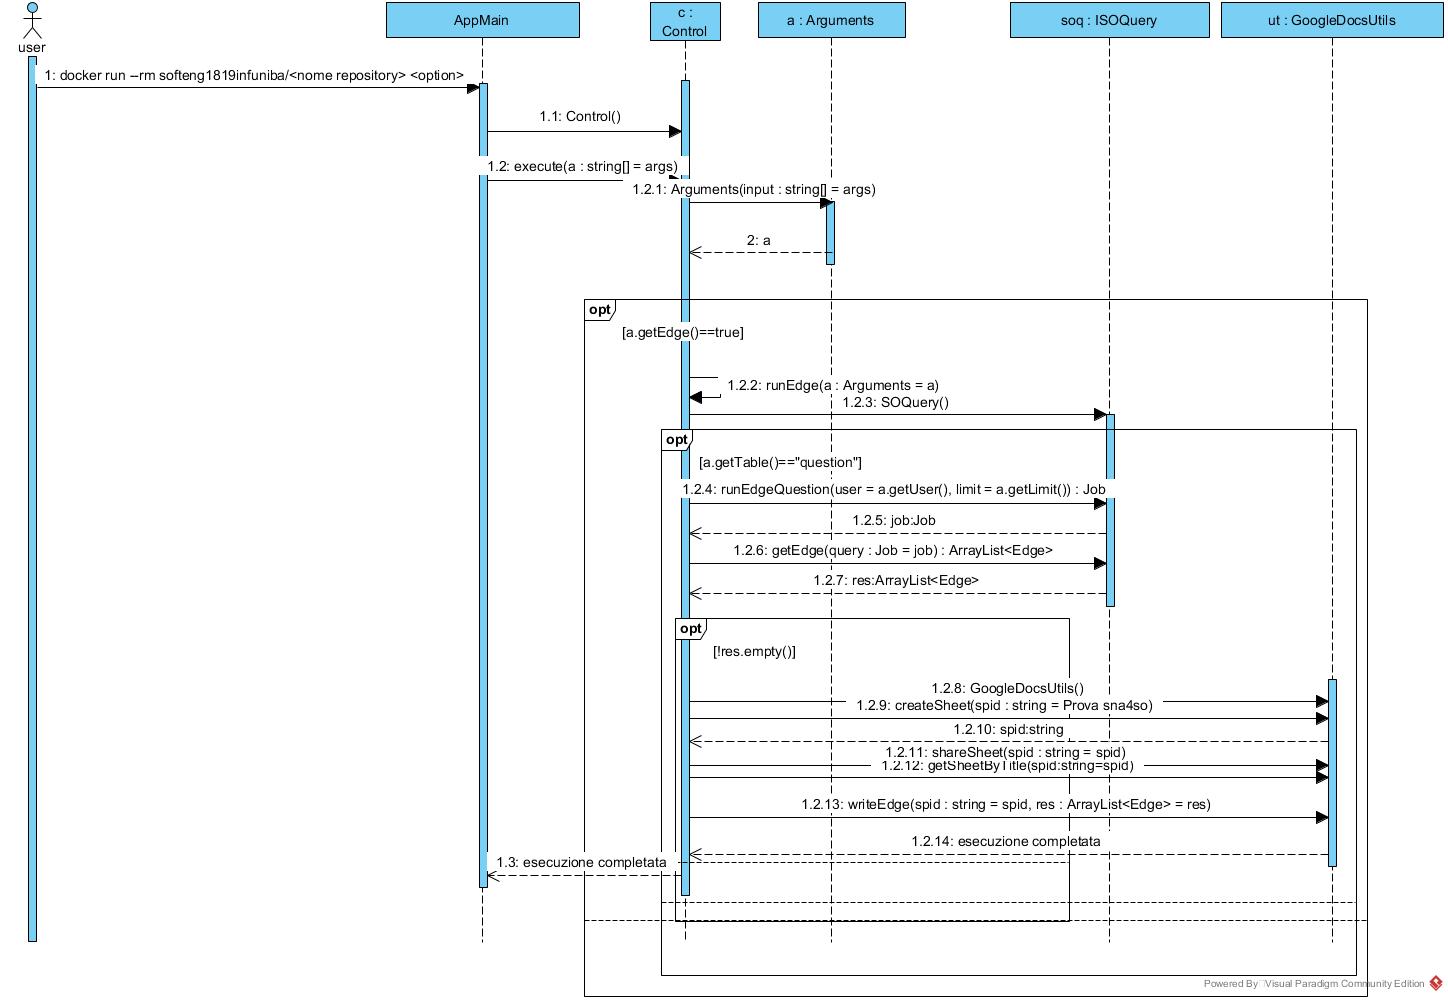 user
AppMain
c :
Control
a : Arguments
soq : ISOQuery
ut : GoogleDocsUtils
1: docker run --rm softeng1819infuniba/<nome repository> <option>
1.1: Control()
1.2: execute(a : string[] = args)
1.2.1: Arguments(input : string[] = args)
2: a
opt
[a.getEdge()==true]
1.2.2: runEdge(a : Arguments = a)
1.2.3: SOQuery()
opt
[a.getTable()=="question"]
1.2.4: runEdgeQuestion(user = a.getUser(), limit = a.getLimit()) : Job
1.2.5: job:Job
1.2.6: getEdge(query : Job = job) : ArrayList<Edge>
1.2.7: res:ArrayList<Edge>
opt
[!res.empty()]
1.2.8: GoogleDocsUtils()
1.2.9: createSheet(spid : string = Prova sna4so)
1.2.10: spid:string
1.2.11: shareSheet(spid : string = spid)
1.2.12: getSheetByTitle(spid:string=spid)
1.2.13: writeEdge(spid : string = spid, res : ArrayList<Edge> = res)
1.2.14: esecuzione completata
1.3: esecuzione completata
Powered By Visual Paradigm Community Edition